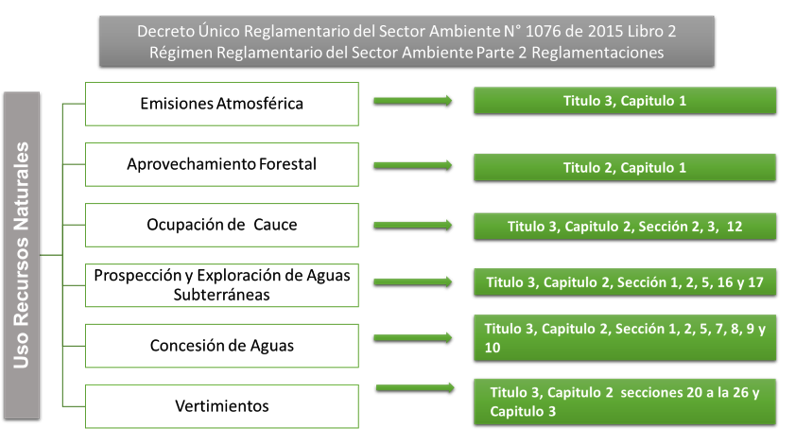 Decreto Único Reglamentario del Sector Ambiente N° 1076 de 2015 Libro 2
Régimen Reglamentario del Sector Ambiente Parte 2 Reglamentaciones
Uso Recursos Naturales
Emisiones Atmosférica
Titulo 3, Capitulo 1
Aprovechamiento Forestal
Titulo 2, Capitulo 1
Ocupación de Cauce
Titulo 3, Capitulo 2, Sección 2, 3, 12
Prospección y Exploración de Aguas
Subterráneas
Titulo 3, Capitulo 2, Sección 1, 2, 5, 16 y 17
Concesión de Aguas
Titulo 3, Capitulo 2, Sección 1, 2, 5, 7, 8, 9 y
10
Vertimientos
Titulo 3, Capitulo 2 secciones 20 a la 26 y
Capitulo 3